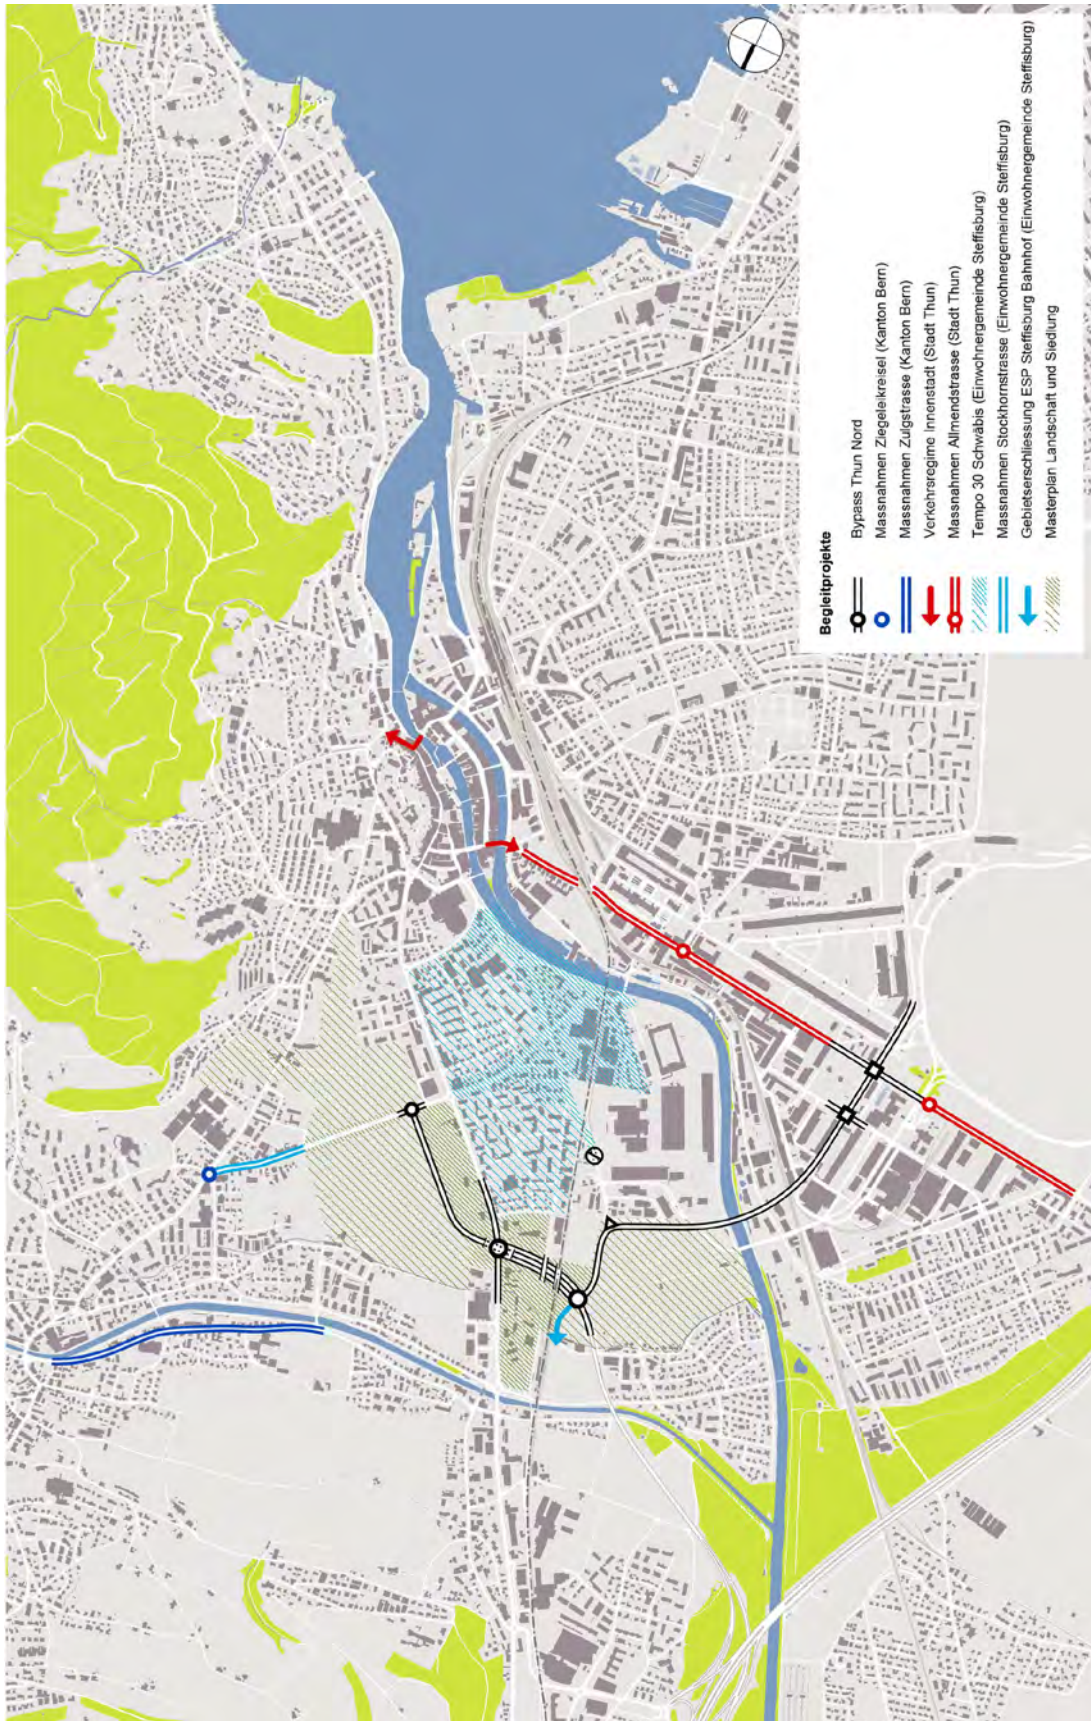 Begleitprojekte
Bypass Thun Nord
Massnahmen Ziegeleikreisel (Kanton Bern)
Massnahmen Zulgstrasse (Kanton Bern)
Verkehrsregime Innenstadt (Stadt Thun)
Massnahmen Allmendstrasse (Stadt Thun)
Tempo 30 Schwäbis (Einwohnergemeinde Steffisburg)
Massnahmen Stockhornstrasse (Einwohnergemeinde Steffisburg)
Gebietserschliessung ESP Steffisburg Bahnhof (Einwohnergemeinde Steffisburg)
Masterplan Landschaft und Siedlung